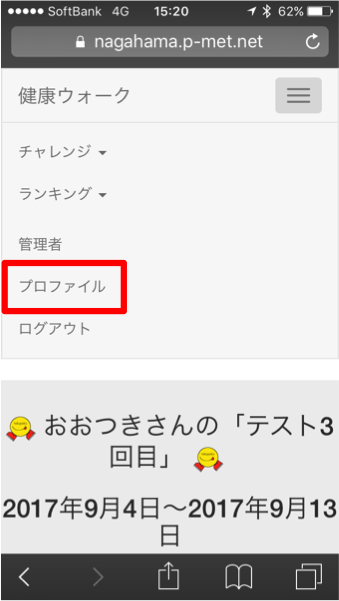 SoftBank 4G 15:20 62%
nagahama.p-met.net
健康ウォーク
チャレンジ
ランキング
管理者
プロファイル
ログアウト
おおつきさんの「テスト3
回目」
2017年9月4日〜2017年9月13
日